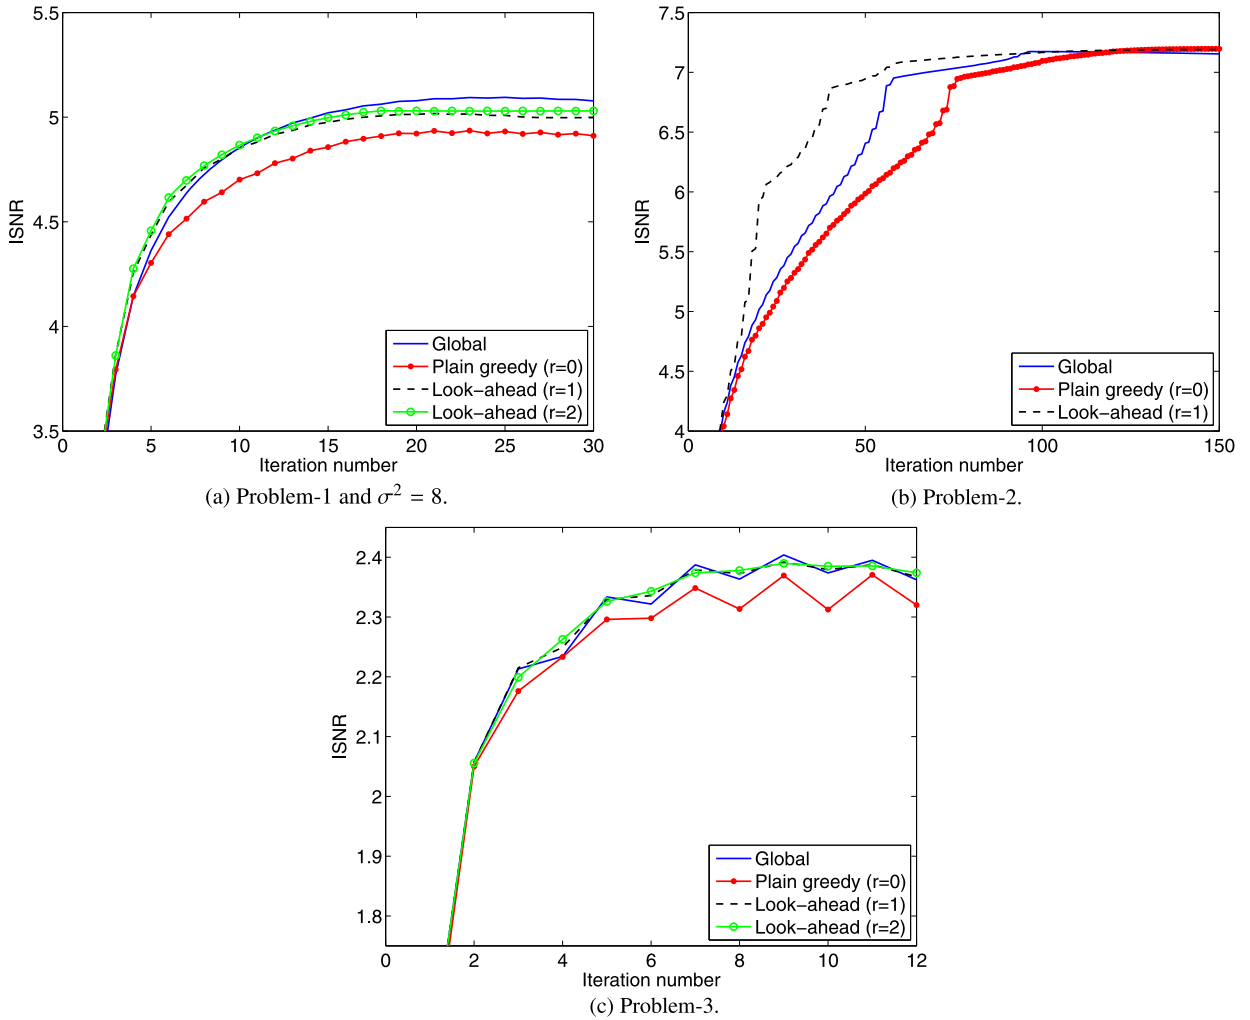 5.5
5
4.5
4
3.5
ISNR
0 5 10 15 20 25 30
Iteration number
Global
Plain greedy (r=0)
Look-ahead (r=1)
Look-ahead (r=2)
(a) Problem-1 and σ² = 8.
7.5
7
6.5
6
5.5
5
4.5
4
ISNR
0 50 100 150
Iteration number
Global
Plain greedy (r=0)
Look-ahead (r=1)
(b) Problem-2.
2.4
2.3
2.2
2.1
2
1.9
1.8
ISNR
0 2 4 6 8 10 12
Iteration number
Global
Plain greedy (r=0)
Look-ahead (r=1)
Look-ahead (r=2)
(c) Problem-3.